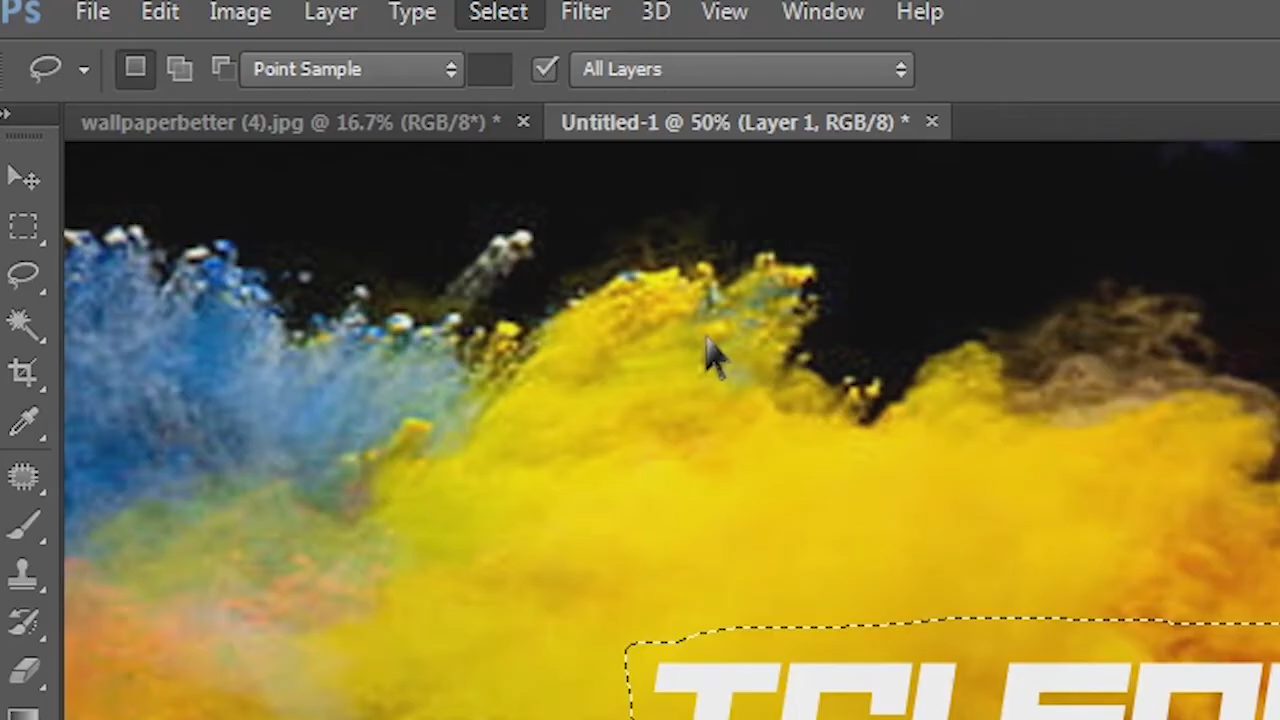 Ps File Edit Image Layer Type Select Filter 3D View Window Help
Point Sample All Layers
wallpaperbetter (4).jpg @ 16.7% (RGB/8*) * × Untitled-1 @ 50% (Layer 1, RGB/8) * ×